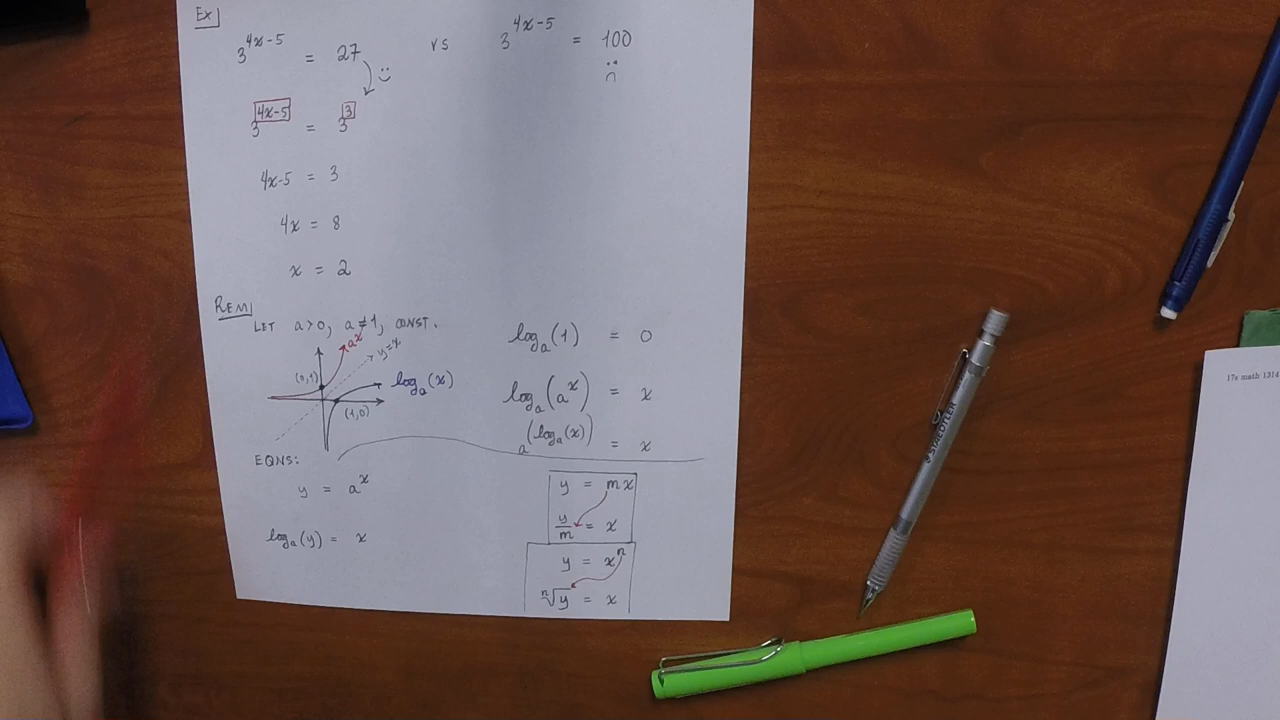 Ex
3^{4x-5} = 27 vs 3^{4x-5} = 100
3^{4x-5} = 3^3
4x-5 = 3
4x = 8
x = 2
REM
LET a>0, a≠1, CONST.
a^x
y=x
(0,1)
log_a(x)
(1,0)
log_a(1) = 0
log_a(a^x) = x
a^{(log_a(x))} = x
EQNS:
y = a^x
log_a(y) = x
y = mx
y/m = x
y = x^n
ⁿ√y = x
STAEDTLER
17s math 1314